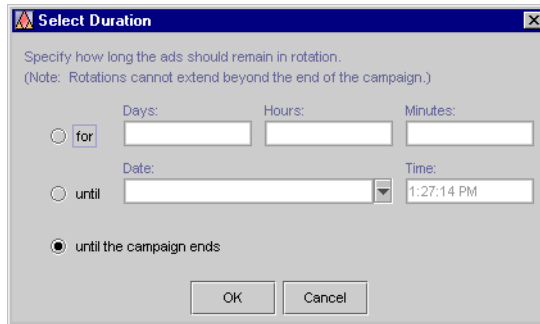 Select Duration
Specify how long the ads should remain in rotation.
(Note: Rotations cannot extend beyond the end of the campaign.)
Days: Hours: Minutes:
for
Date: Time:
until 1:27:14 PM
until the campaign ends
OK Cancel